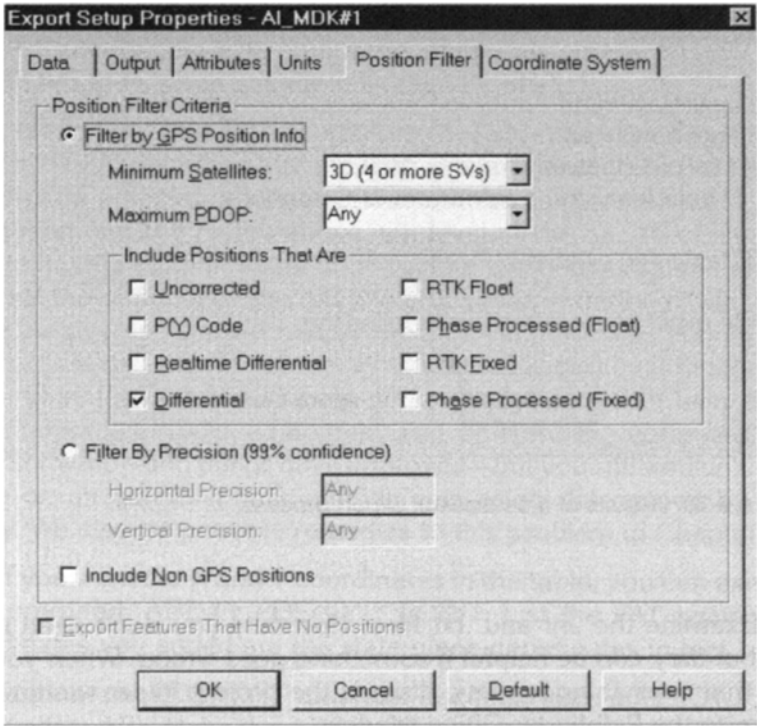 Export Setup Properties - AI_MDK#1
Data Output Attributes Units Position Filter Coordinate System
Position Filter Criteria
Filter by GPS Position Info
Minimum Satellites: 3D (4 or more SVs)
Maximum PDOP: Any
Include Positions That Are
Uncorrected RTK Float
P(Y) Code Phase Processed (Float)
Realtime Differential RTK Fixed
Differential Phase Processed (Fixed)
Filter By Precision (99% confidence)
Horizontal Precision: Any
Vertical Precision: Any
Include Non GPS Positions
Export Features That Have No Positions
OK Cancel Default Help